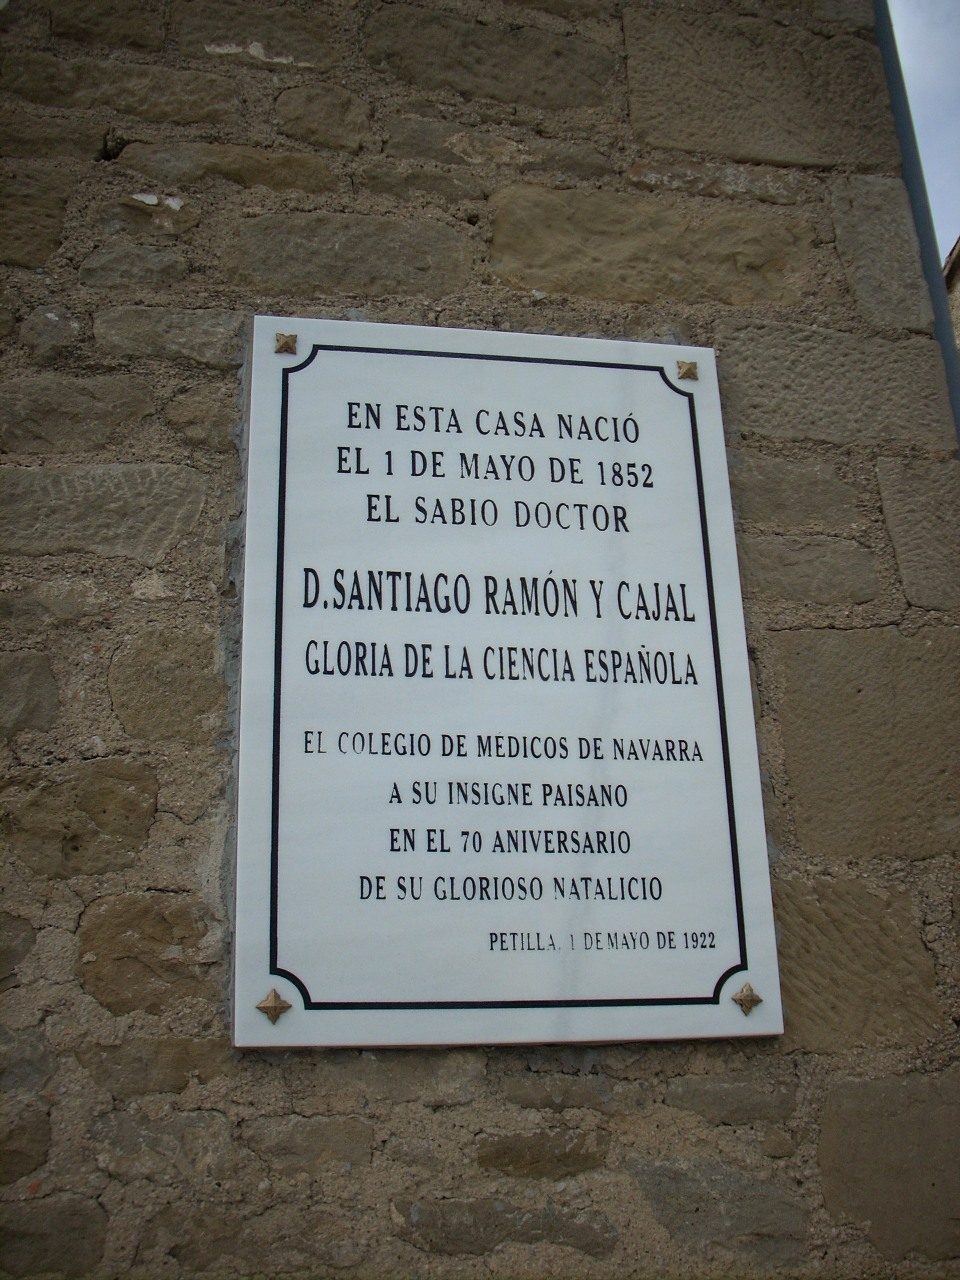 EN ESTA CASA NACIÓ
EL 1 DE MAYO DE 1852
EL SABIO DOCTOR
D. SANTIAGO RAMÓN Y CAJAL
GLORIA DE LA CIENCIA ESPAÑOLA
EL COLEGIO DE MÉDICOS DE NAVARRA
A SU INSIGNE PAISANO
EN EL 70 ANIVERSARIO
DE SU GLORIOSO NATALICIO
PETILLA, 1 DE MAYO DE 1922